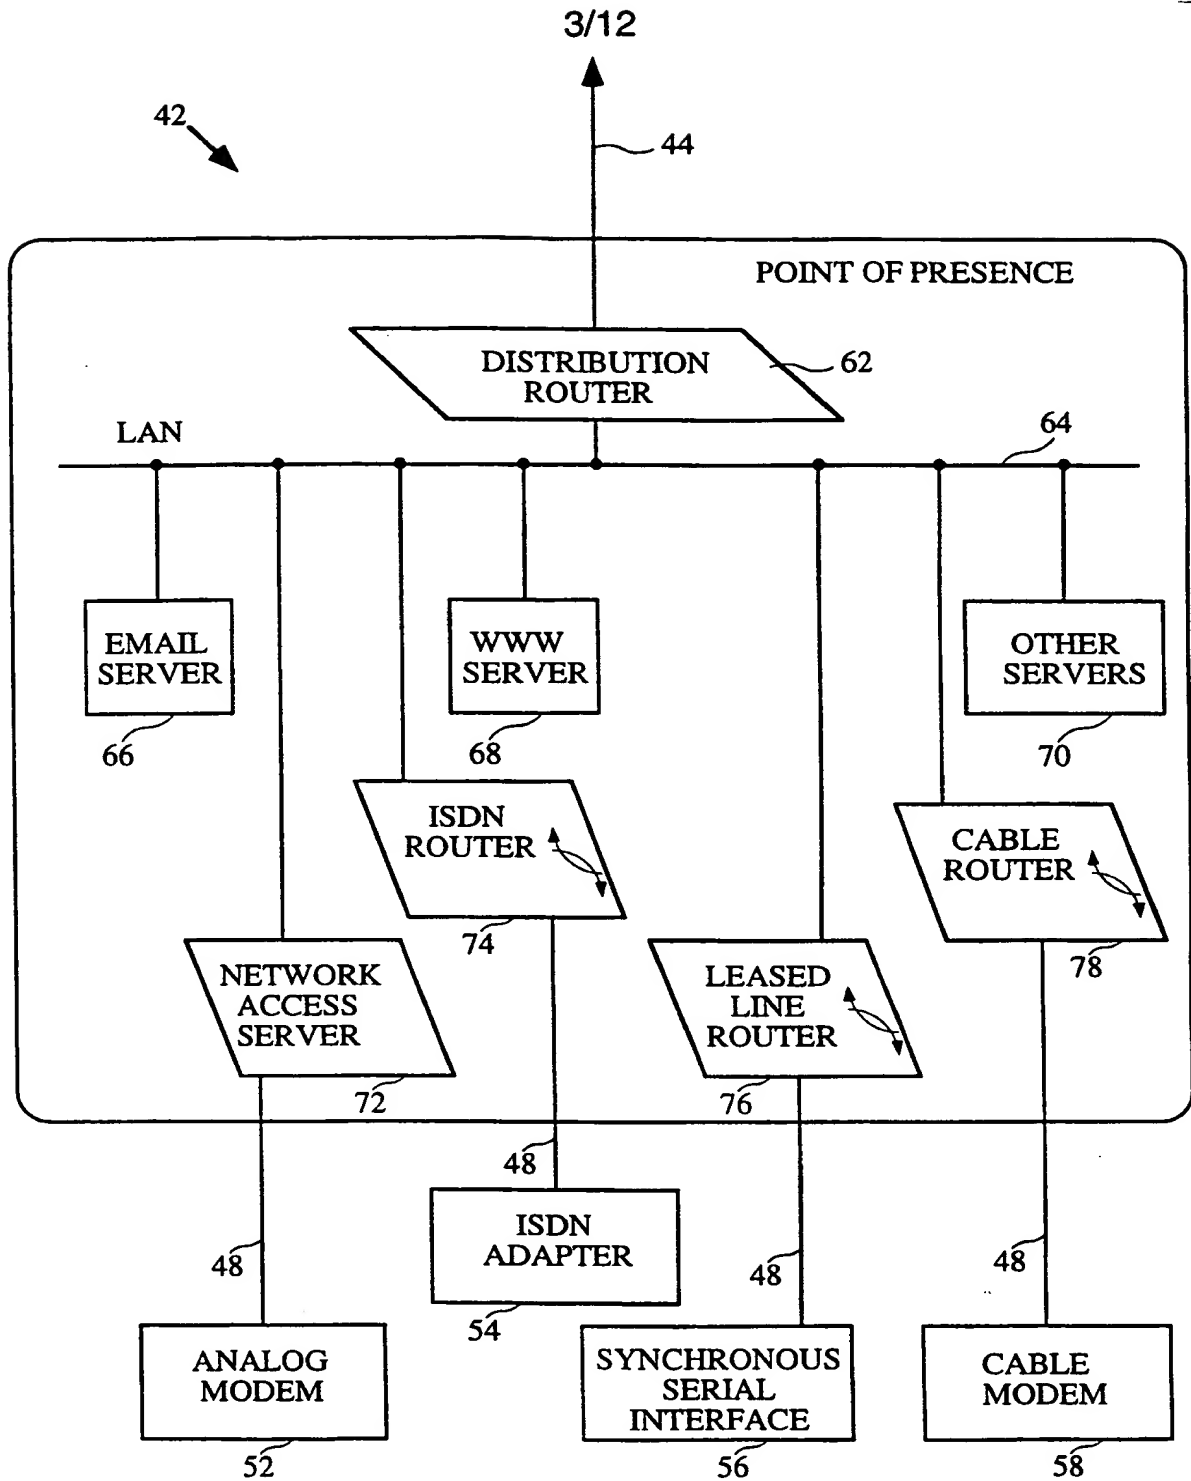 3/12
42
44
POINT OF PRESENCE
DISTRIBUTION
ROUTER
62
LAN
64
EMAIL
SERVER
66
WWW
SERVER
68
OTHER
SERVERS
70
ISDN
ROUTER
74
CABLE
ROUTER
78
NETWORK
ACCESS
SERVER
72
LEASED
LINE
ROUTER
76
48
ISDN
ADAPTER
54
48
48
48
ANALOG
MODEM
52
SYNCHRONOUS
SERIAL
INTERFACE
56
CABLE
MODEM
58